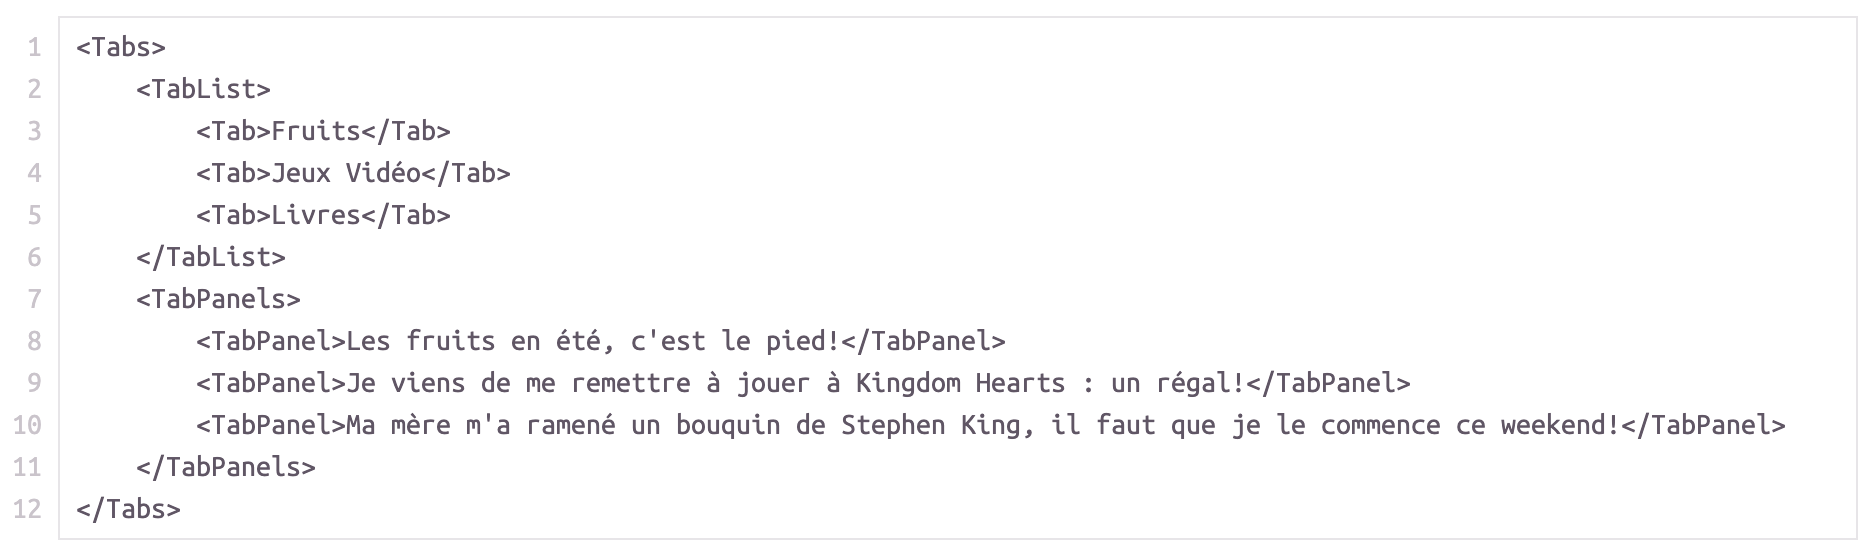 1 <Tabs>
2     <TabList>
3         <Tab>Fruits</Tab>
4         <Tab>Jeux Vidéo</Tab>
5         <Tab>Livres</Tab>
6     </TabList>
7     <TabPanels>
8         <TabPanel>Les fruits en été, c'est le pied!</TabPanel>
9         <TabPanel>Je viens de me remettre à jouer à Kingdom Hearts : un régal!</TabPanel>
10         <TabPanel>Ma mère m'a ramené un bouquin de Stephen King, il faut que je le commence ce weekend!</TabPanel>
11     </TabPanels>
12 </Tabs>